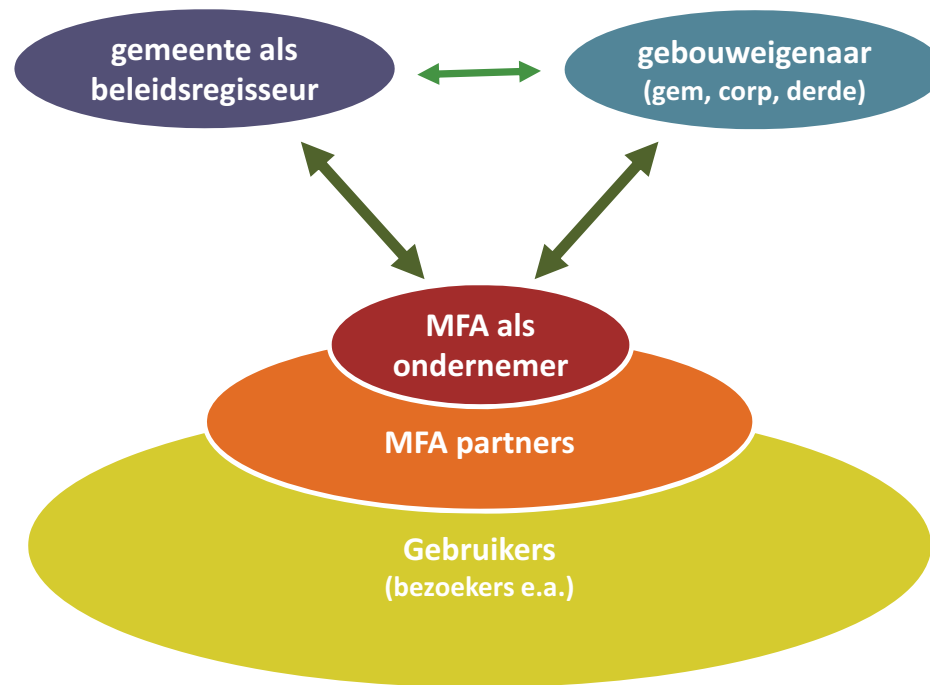 gemeente als
beleidsregisseur
gebouweigenaar
(gem, corp, derde)
MFA als
ondernemer
MFA partners
Gebruikers
(bezoekers e.a.)